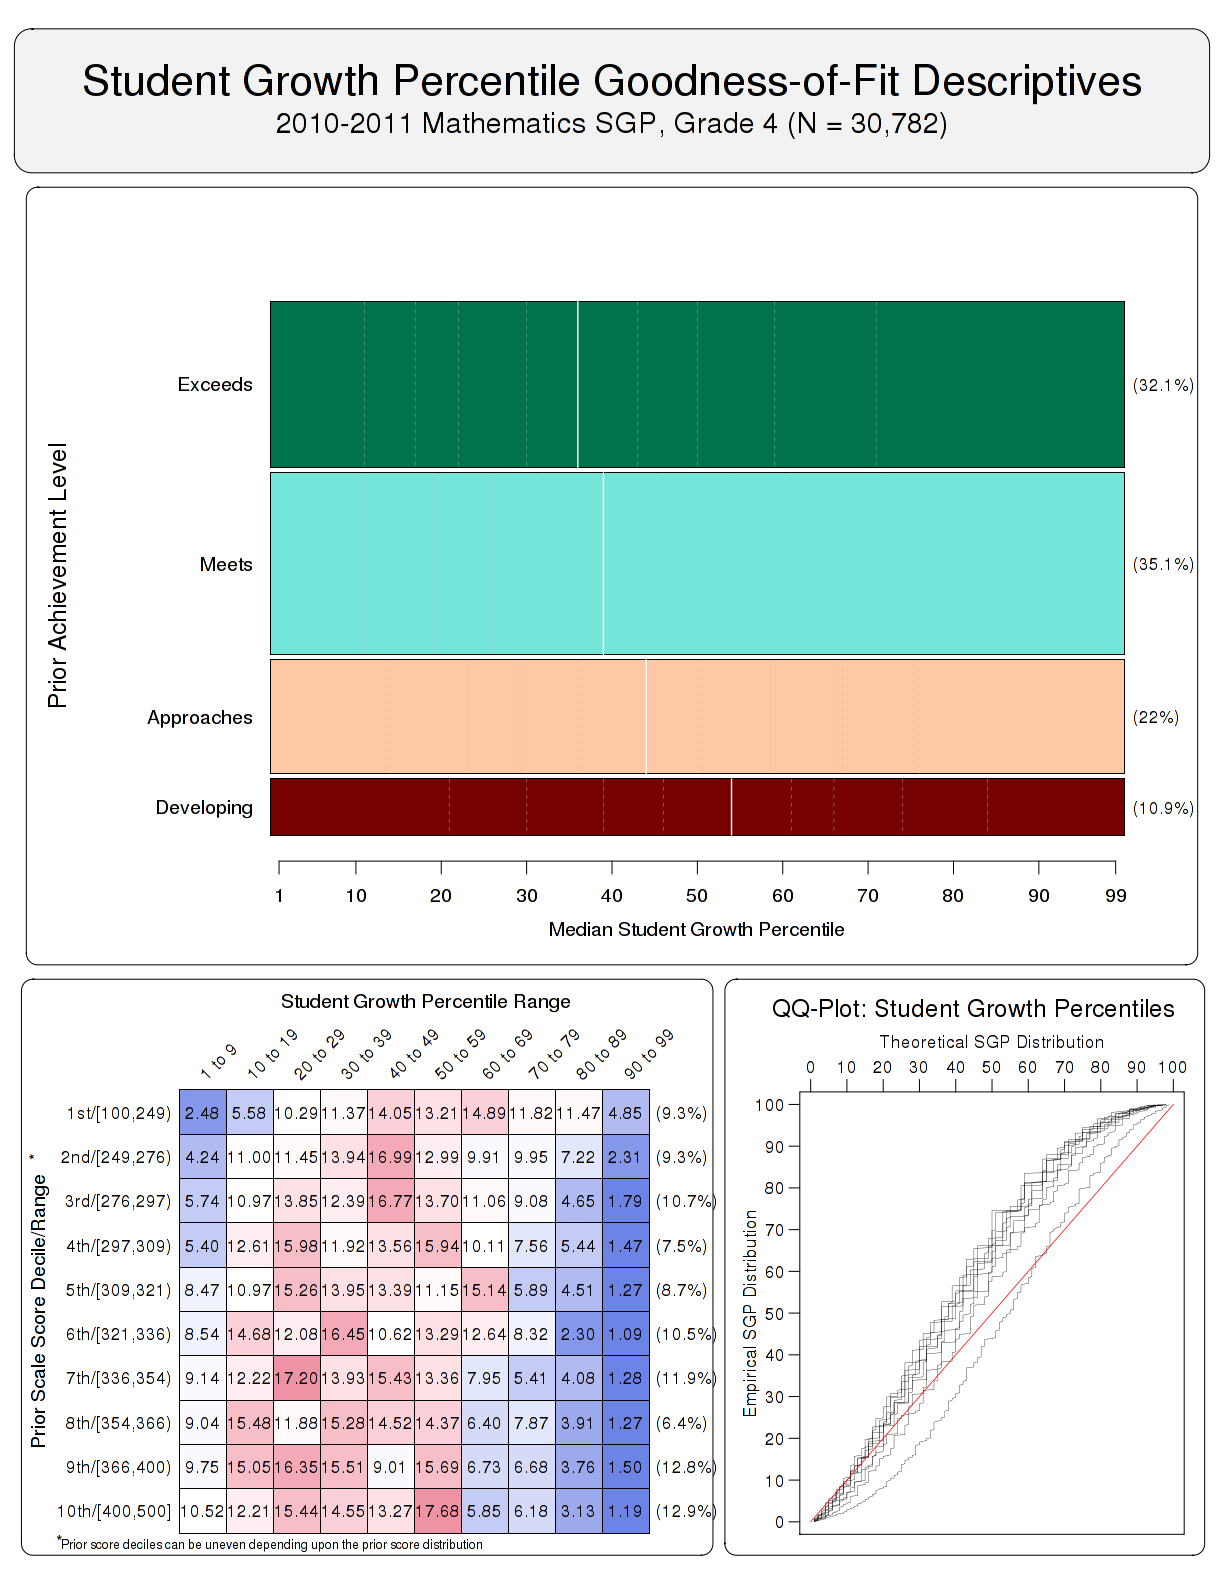 Student Growth Percentile Goodness-of-Fit Descriptives
2010-2011 Mathematics SGP, Grade 4 (N = 30,782)
Prior Achievement Level
Exceeds (32.1%)
Meets (35.1%)
Approaches (22%)
Developing (10.9%)
1 10 20 30 40 50 60 70 80 90 99
Median Student Growth Percentile
Student Growth Percentile Range
1 to 9 10 to 19 20 to 29 30 to 39 40 to 49 50 to 59 60 to 69 70 to 79 80 to 89 90 to 99
Prior Scale Score Decile/Range *
1st/[100,249) 2.48 5.58 10.29 11.37 14.05 13.21 14.89 11.82 11.47 4.85 (9.3%)
2nd/[249,276) 4.24 11.00 11.45 13.94 16.99 12.99 9.91 9.95 7.22 2.31 (9.3%)
3rd/[276,297) 5.74 10.97 13.85 12.39 16.77 13.70 11.06 9.08 4.65 1.79 (10.7%)
4th/[297,309) 5.40 12.61 15.98 11.92 13.56 15.94 10.11 7.56 5.44 1.47 (7.5%)
5th/[309,321) 8.47 10.97 15.26 13.95 13.39 11.15 15.14 5.89 4.51 1.27 (8.7%)
6th/[321,336) 8.54 14.68 12.08 16.45 10.62 13.29 12.64 8.32 2.30 1.09 (10.5%)
7th/[336,354) 9.14 12.22 17.20 13.93 15.43 13.36 7.95 5.41 4.08 1.28 (11.9%)
8th/[354,366) 9.04 15.48 11.88 15.28 14.52 14.37 6.40 7.87 3.91 1.27 (6.4%)
9th/[366,400) 9.75 15.05 16.35 15.51 9.01 15.69 6.73 6.68 3.76 1.50 (12.8%)
10th/[400,500] 10.52 12.21 15.44 14.55 13.27 17.68 5.85 6.18 3.13 1.19 (12.9%)
*Prior score deciles can be uneven depending upon the prior score distribution
QQ-Plot: Student Growth Percentiles
Theoretical SGP Distribution
0 10 20 30 40 50 60 70 80 90 100
Empirical SGP Distribution
100
90
80
70
60
50
40
30
20
10
0